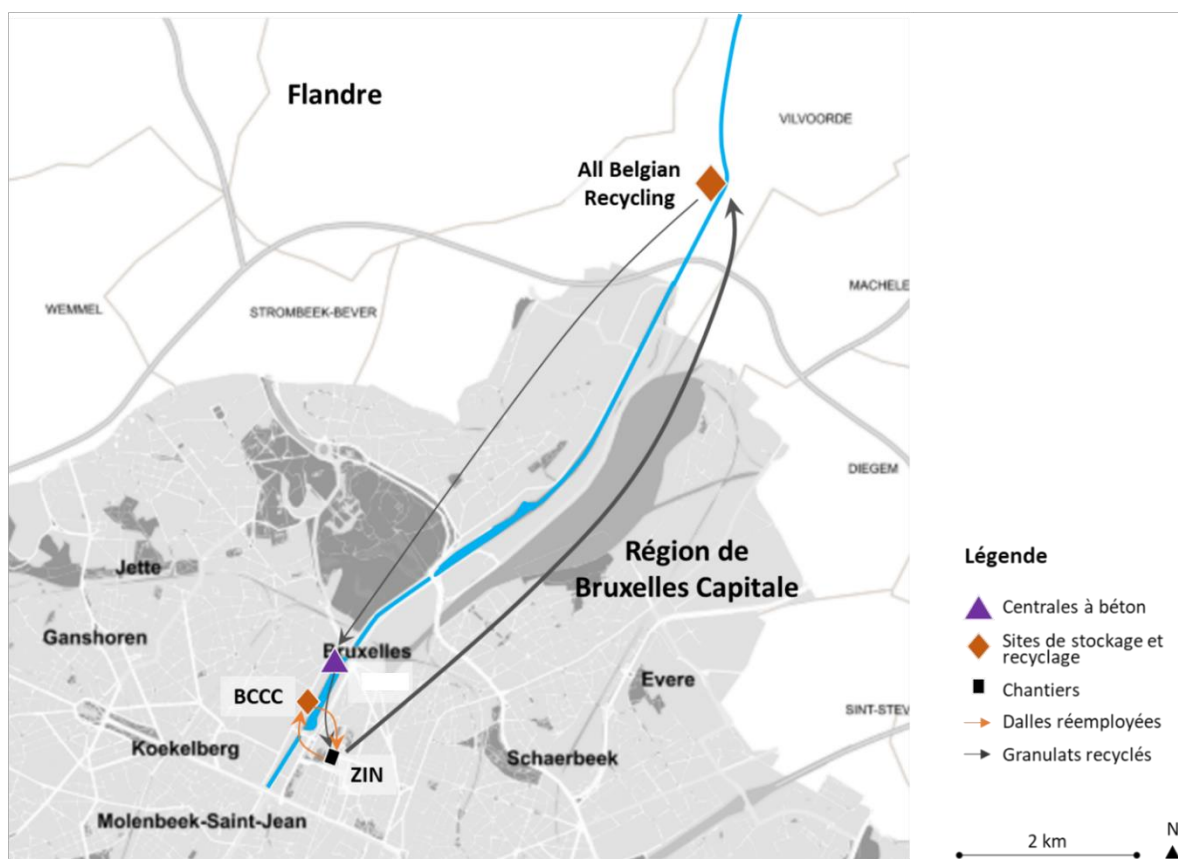 Flandre
VILVOORDE
All Belgian
Recycling
MACHELE
WEMMEL
STROMBEEK-BEVER
DIEGEM
Région de
Bruxelles Capitale
Jette
Ganshoren
Bruxelles
Evere
BCCC
SINT-STEV
Koekelberg
Schaerbeek
ZIN
Molenbeek-Saint-Jean
Légende
Centrales à béton
Sites de stockage et
recyclage
Chantiers
Dalles réemployées
Granulats recyclés
2 km
N